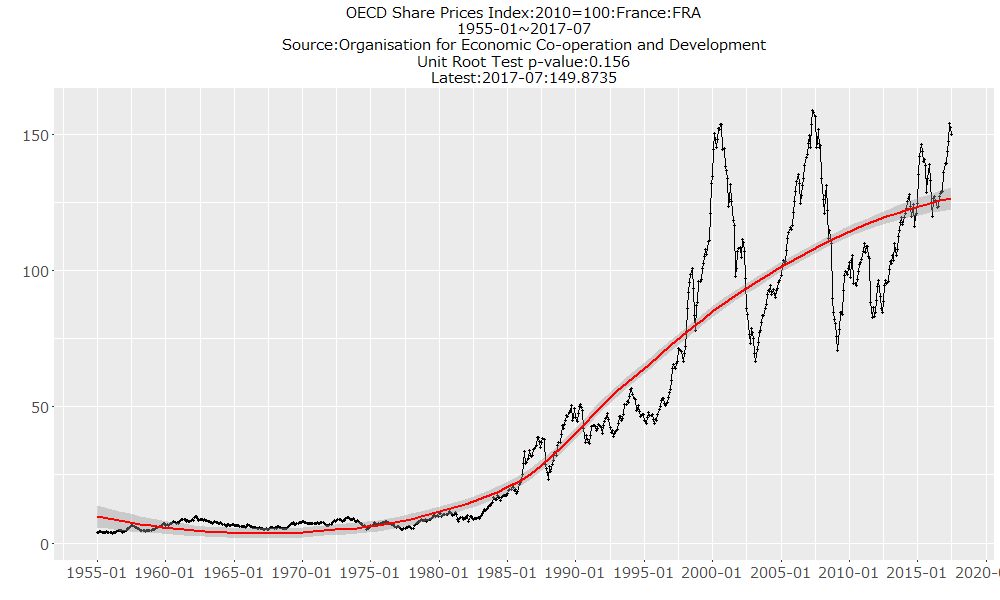 OECD Share Prices Index:2010=100:France:FRA
1955-01~2017-07
Source:Organisation for Economic Co-operation and Development
Unit Root Test p-value:0.156
Latest:2017-07:149.8735
150
100
50
0
1955-01 1960-01 1965-01 1970-01 1975-01 1980-01 1985-01 1990-01 1995-01 2000-01 2005-01 2010-01 2015-01 2020-0